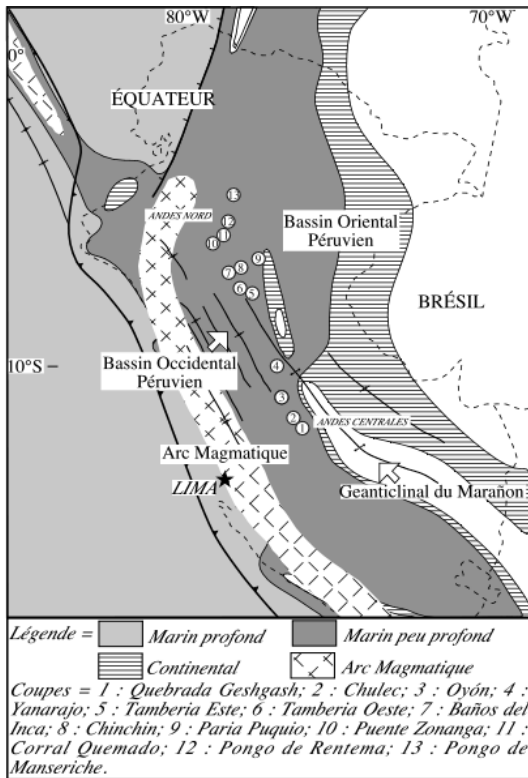 80°W
70°W
0°
ÉQUATEUR
13
ANDES NORD
12
11
10
Bassin Oriental
Péruvien
9
8
7
6
5
BRÉSIL
10°S
Bassin Occidental
Péruvien
4
3
ANDES CENTRALES
2
1
Arc Magmatique
LIMA
Geanticlinal du Marañon
Légende =
Marin profond
Marin peu profond
Continental
Arc Magmatique
Coupes = 1 : Quebrada Geshgash; 2 : Chulec; 3 : Oyón; 4 :
Yanarajo; 5 : Tamberia Este; 6 : Tamberia Oeste; 7 : Baños del
Inca; 8 : Chinchin; 9 : Paria Puquio; 10 : Puente Zonanga; 11 :
Corral Quemado; 12 : Pongo de Rentema; 13 : Pongo de
Manseriche.